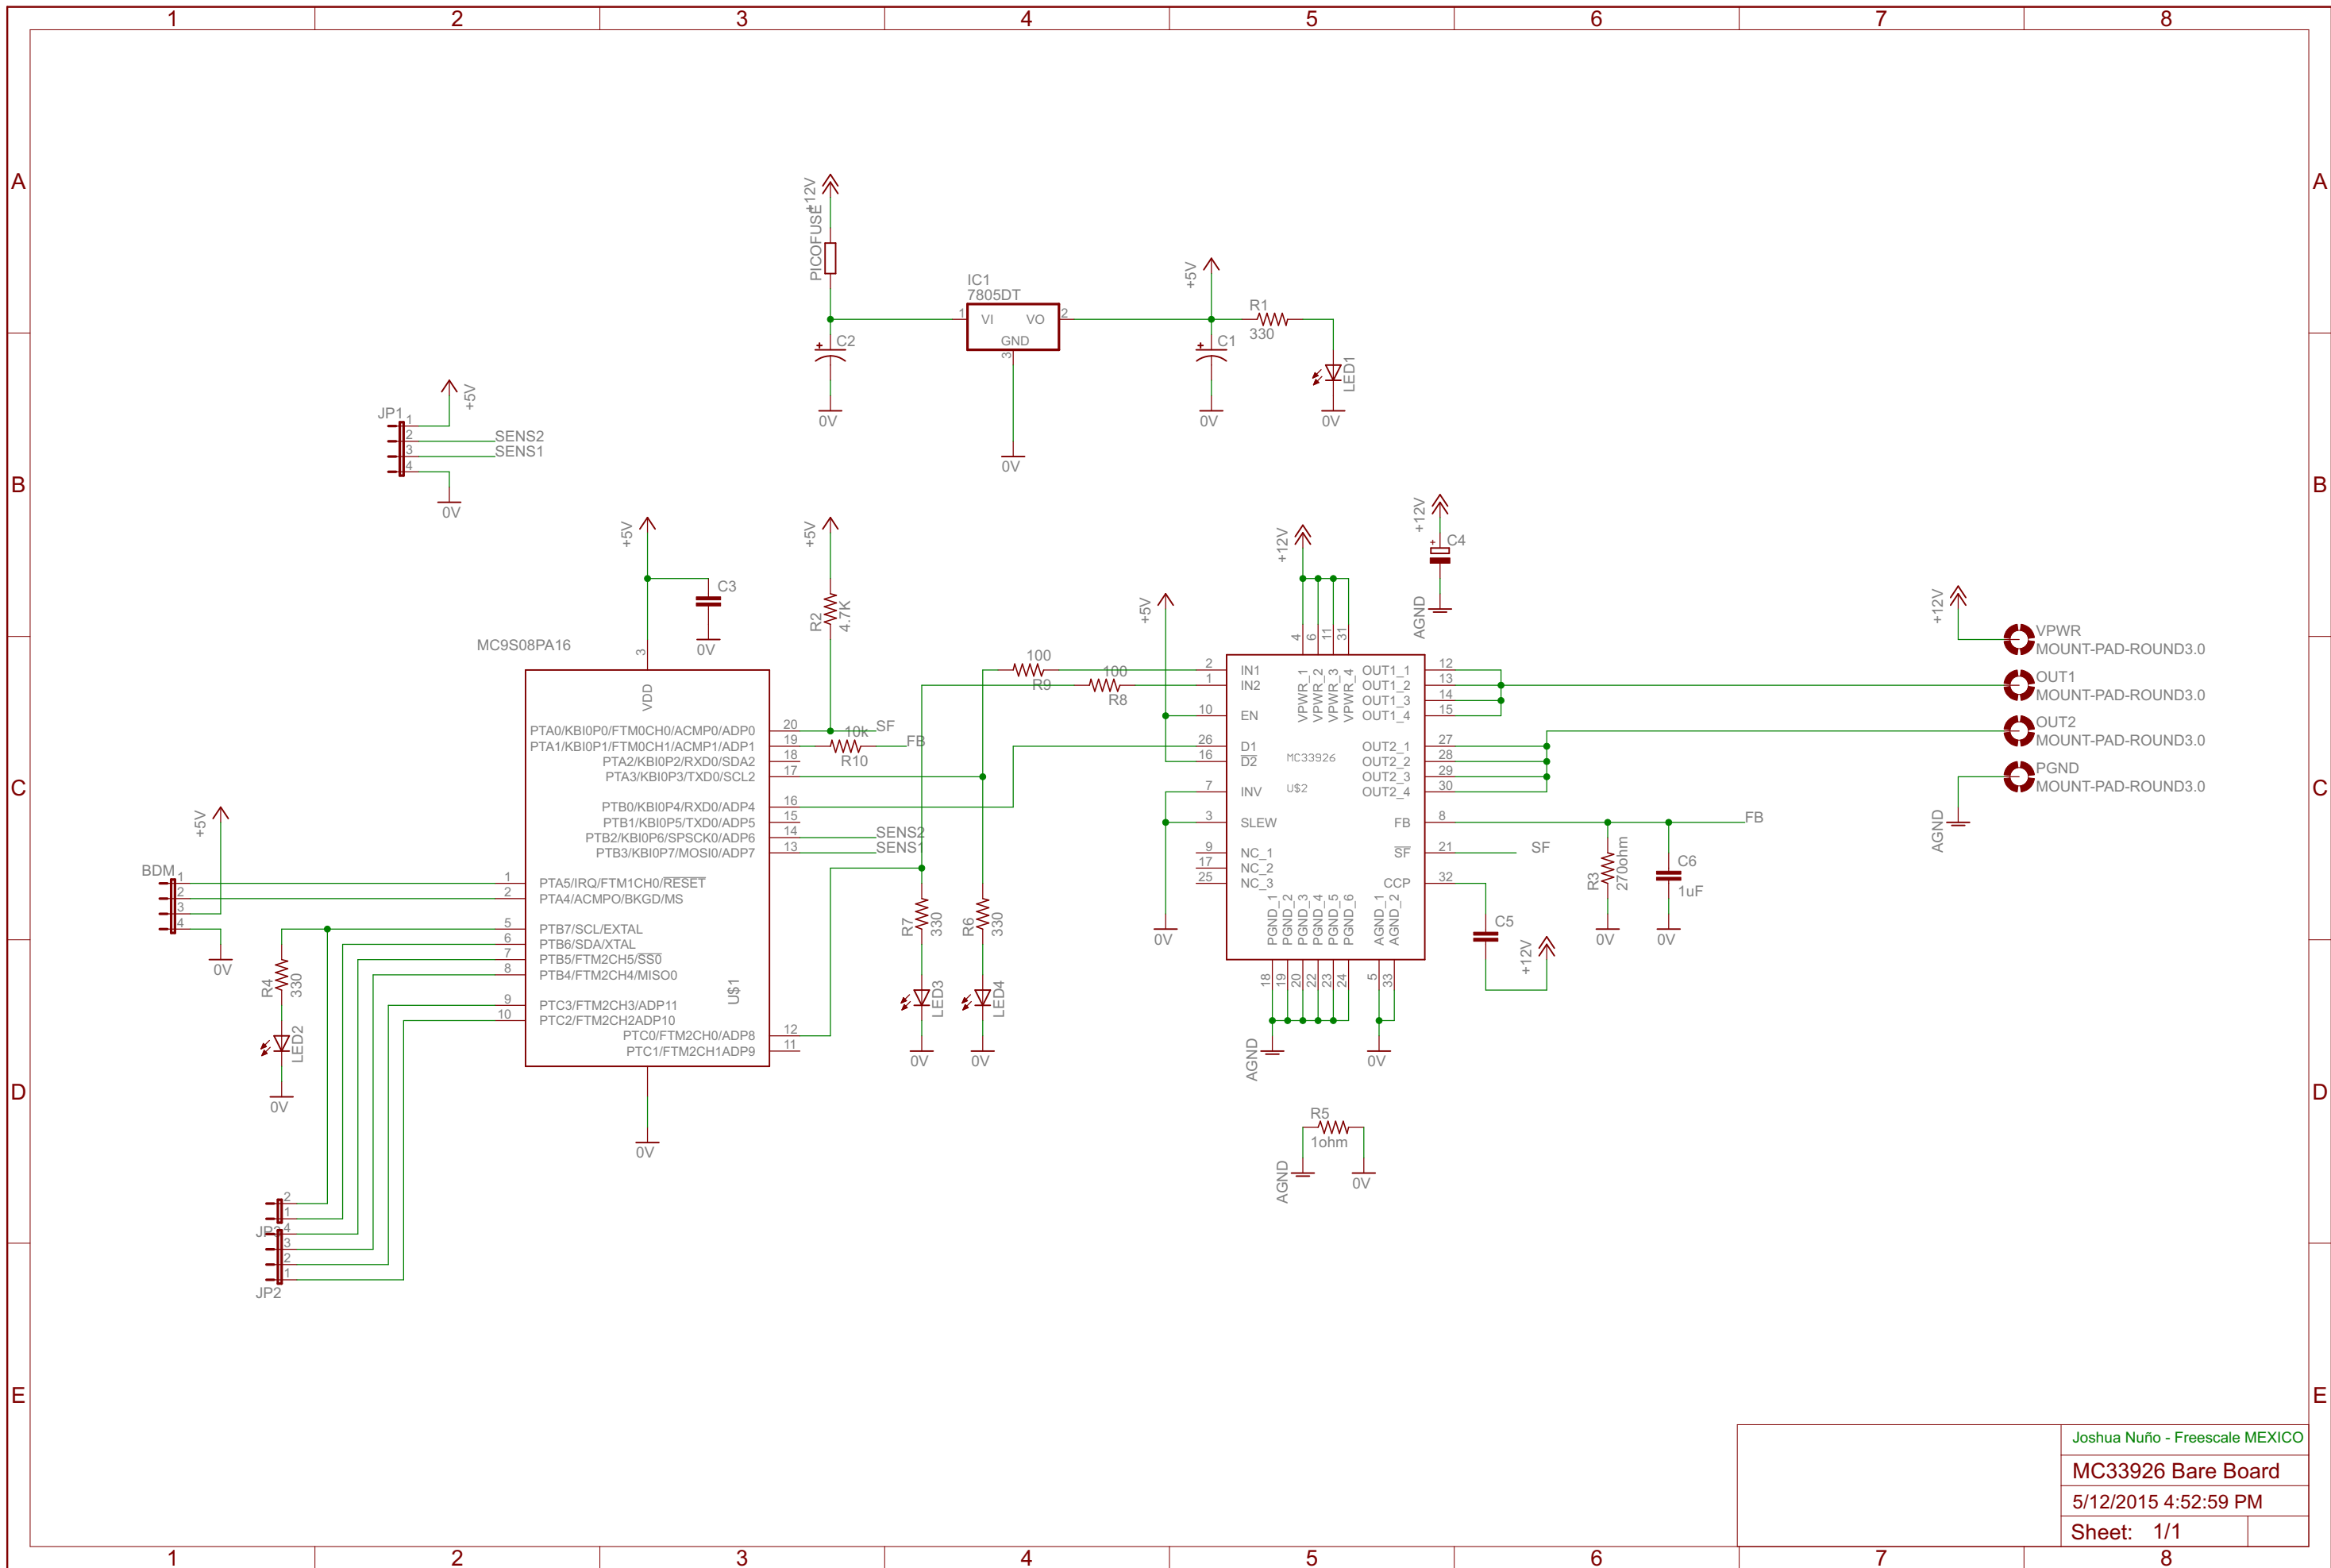 1 2 3 4 5 6 7 8
A
A
+12V
PICOFUSE
IC1
7805DT
1 VI VO 2
GND
3
+5V
R1
330
C2
C1
LED1
0V
0V
0V
0V
JP1
1
2
3
4
+5V
SENS2
SENS1
0V
B
B
+5V
C3
0V
+5V
R2
4.7K
MC9S08PA16
3
VDD
PTA0/KBI0P0/FTM0CH0/ACMP0/ADP0 20 SF
PTA1/KBI0P1/FTM0CH1/ACMP1/ADP1 19 10k FB
R10
PTA2/KBI0P2/RXD0/SDA2 18
PTA3/KBI0P3/TXD0/SCL2 17
PTB0/KBI0P4/RXD0/ADP4 16
PTB1/KBI0P5/TXD0/ADP5 15
PTB2/KBI0P6/SPSCK0/ADP6 14 SENS2
PTB3/KBI0P7/MOSI0/ADP7 13 SENS1
1 PTA5/IRQ/FTM1CH0/RESET
2 PTA4/ACMPO/BKGD/MS
5 PTB7/SCL/EXTAL
6 PTB6/SDA/XTAL
7 PTB5/FTM2CH5/SS0
8 PTB4/FTM2CH4/MISO0
9 PTC3/FTM2CH3/ADP11
10 PTC2/FTM2CH2ADP10
PTC0/FTM2CH0/ADP8 12
PTC1/FTM2CH1ADP9 11
U$1
0V
+5V
BDM
1
2
3
4
0V
R4
330
LED2
0V
2
1
4
3
2
1
JP2
100
R9
100
R8
R7
330
R6
330
LED3
LED4
0V
0V
+5V
0V
+12V
+12V
C4
AGND
4
6
11
31
VPWR_1
VPWR_2
VPWR_3
VPWR_4
2 IN1
1 IN2
10 EN
26 D1
16 D2
7 INV
3 SLEW
9 NC_1
17 NC_2
25 NC_3
MC33926
U$2
OUT1_1 12
OUT1_2 13
OUT1_3 14
OUT1_4 15
OUT2_1 27
OUT2_2 28
OUT2_3 29
OUT2_4 30
FB 8 FB
SF 21 SF
CCP 32
PGND_1
PGND_2
PGND_3
PGND_4
PGND_5
PGND_6
AGND_1
AGND_2
18
19
20
22
23
24
5
33
AGND
0V
C5
+12V
R3
270ohm
C6
1uF
0V
0V
R5
1ohm
AGND
0V
+12V
VPWR
MOUNT-PAD-ROUND3.0
OUT1
MOUNT-PAD-ROUND3.0
OUT2
MOUNT-PAD-ROUND3.0
PGND
MOUNT-PAD-ROUND3.0
AGND
C
C
D
D
E
E
Joshua Nuño - Freescale MEXICO
MC33926 Bare Board
5/12/2015 4:52:59 PM
Sheet: 1/1
1 2 3 4 5 6 7 8